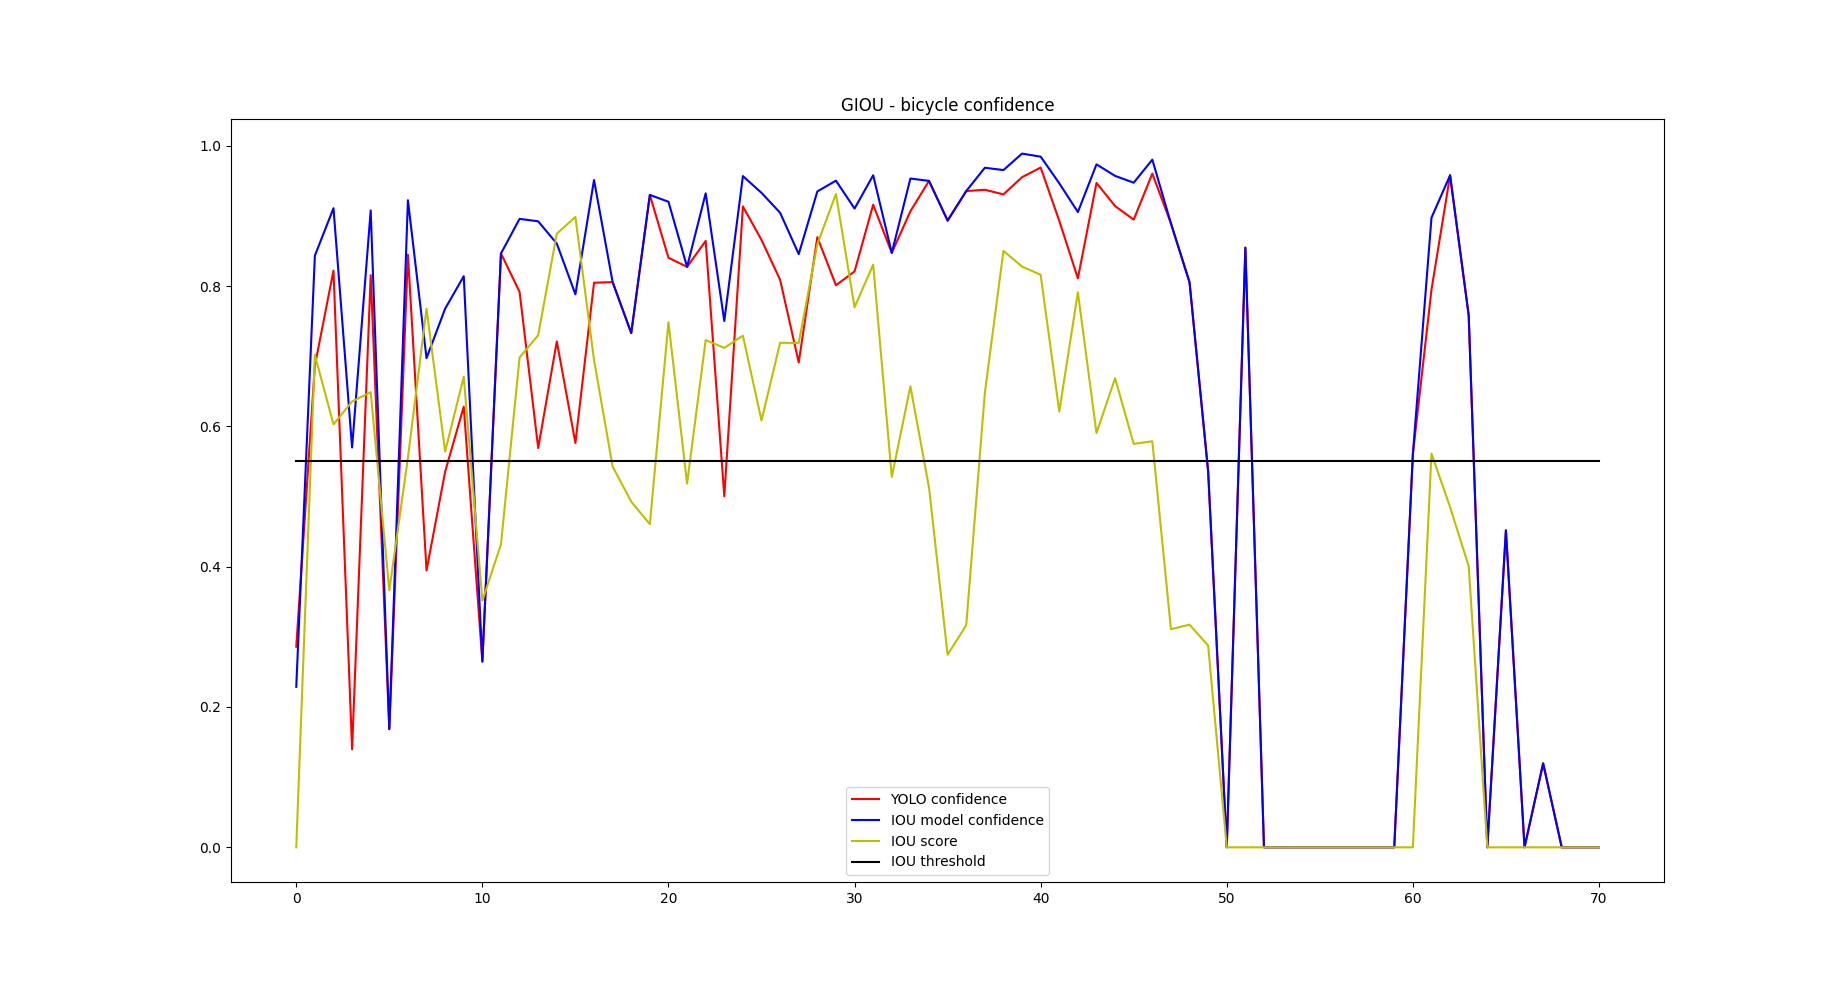 GIOU - bicycle confidence
1.0
0.8
0.6
0.4
0.2
0.0
YOLO confidence
IOU model confidence
IOU score
IOU threshold
0 10 20 30 40 50 60 70